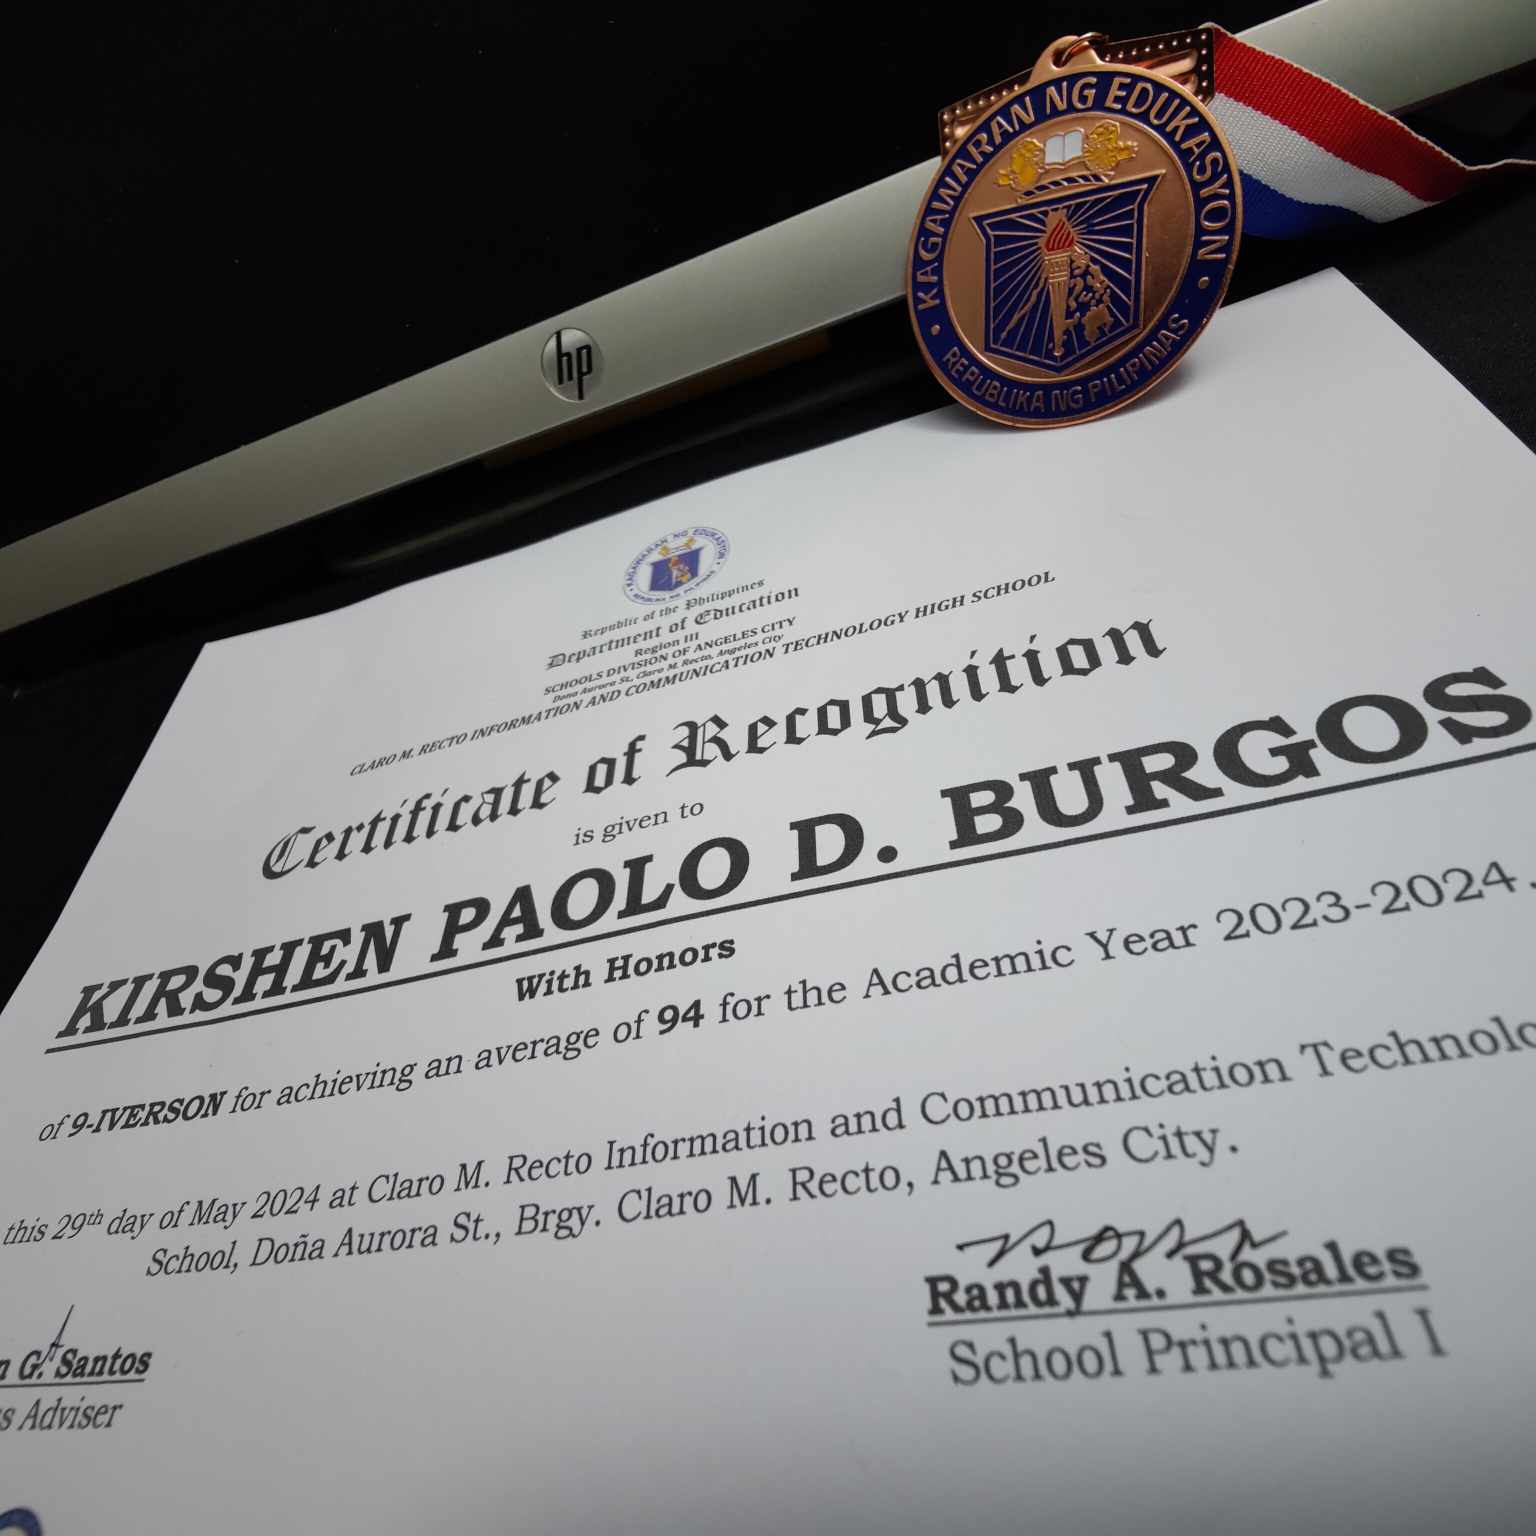 KAGAWARAN NG EDUKASYON
REPUBLIKA NG PILIPINAS
hp
KAGAWARAN NG EDUKASYON
REPUBLIKA NG PILIPINAS
Republic of the Philippines
Department of Education
Region III
SCHOOLS DIVISION OF ANGELES CITY
Dona Aurora St., Claro M. Recto, Angeles City
CLARO M. RECTO INFORMATION AND COMMUNICATION TECHNOLOGY HIGH SCHOOL
Certificate of Recognition
is given to
KIRSHEN PAOLO D. BURGOS
With Honors
of 9-IVERSON for achieving an average of 94 for the Academic Year 2023-2024.
this 29th day of May 2024 at Claro M. Recto Information and Communication Technolo
School, Doña Aurora St., Brgy. Claro M. Recto, Angeles City.
n G. Santos
s Adviser
Randy A. Rosales
School Principal I